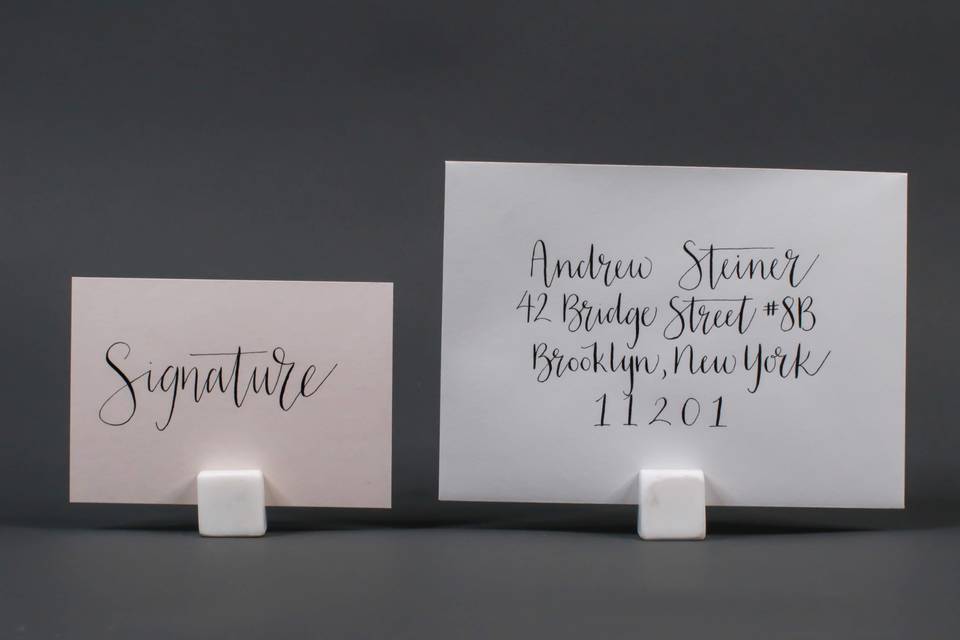 Signature
Andrew Steiner
42 Bridge Street #8B
Brooklyn, New York
11201